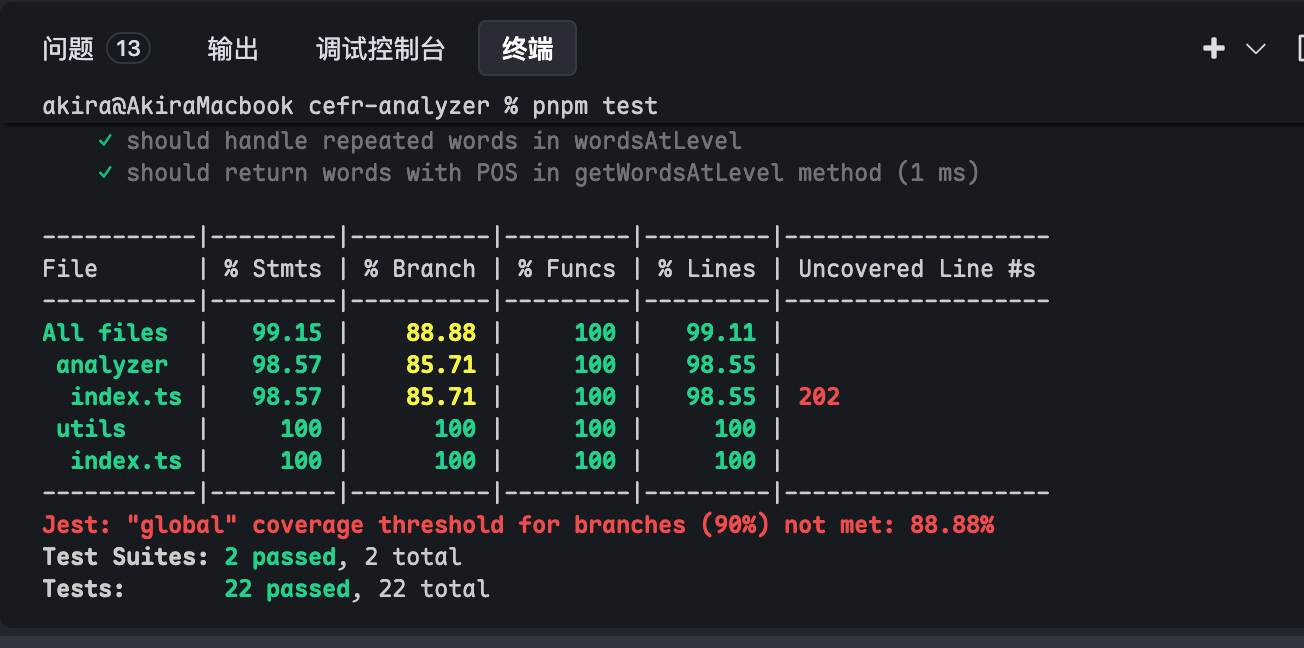 问题 13 输出 调试控制台 终端
akira@AkiraMacbook cefr-analyzer % pnpm test
✓ should handle repeated words in wordsAtLevel
✓ should return words with POS in getWordsAtLevel method (1 ms)
-----------|---------|----------|---------|---------|-------------------
File | % Stmts | % Branch | % Funcs | % Lines | Uncovered Line #s
-----------|---------|----------|---------|---------|-------------------
All files | 99.15 | 88.88 | 100 | 99.11 |
analyzer | 98.57 | 85.71 | 100 | 98.55 |
index.ts | 98.57 | 85.71 | 100 | 98.55 | 202
utils | 100 | 100 | 100 | 100 |
index.ts | 100 | 100 | 100 | 100 |
-----------|---------|----------|---------|---------|-------------------
Jest: "global" coverage threshold for branches (90%) not met: 88.88%
Test Suites: 2 passed, 2 total
Tests: 22 passed, 22 total